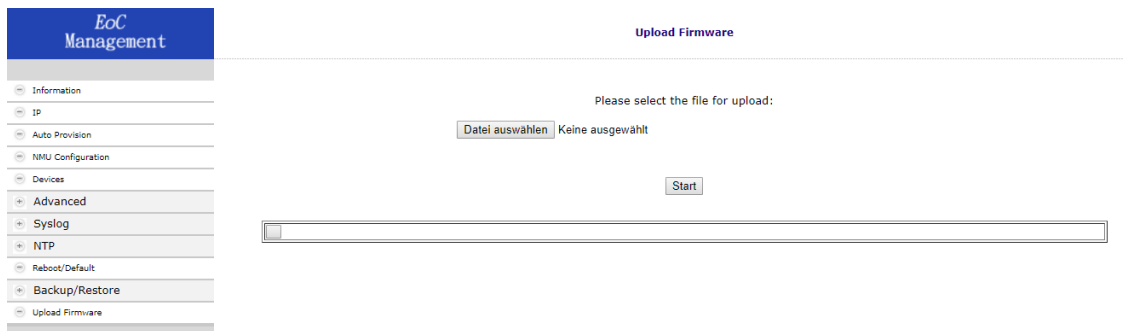 EoC
Management
Information
IP
Auto Provision
NMU Configuration
Devices
Advanced
Syslog
NTP
Reboot/Default
Backup/Restore
Upload Firmware
Upload Firmware
Please select the file for upload:
Datei auswählen Keine ausgewählt
Start